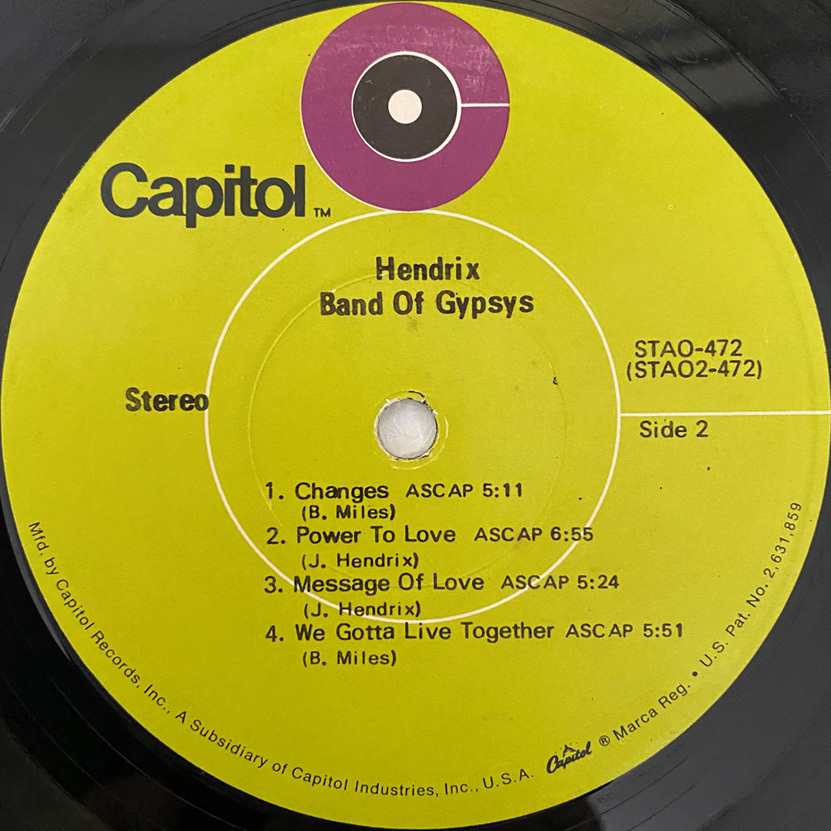 Capitol™
Hendrix
Band Of Gypsys
STAO-472
(STAO2-472)
Stereo
Side 2
1. Changes ASCAP 5:11
(B. Miles)
2. Power To Love ASCAP 6:55
(J. Hendrix)
3. Message Of Love ASCAP 5:24
(J. Hendrix)
4. We Gotta Live Together ASCAP 5:51
(B. Miles)
Mfd. by Capitol Records, Inc., A Subsidiary of Capitol Industries, Inc., U.S.A. Capitol ® Marca Reg. • U.S. Pat. No. 2,631,859